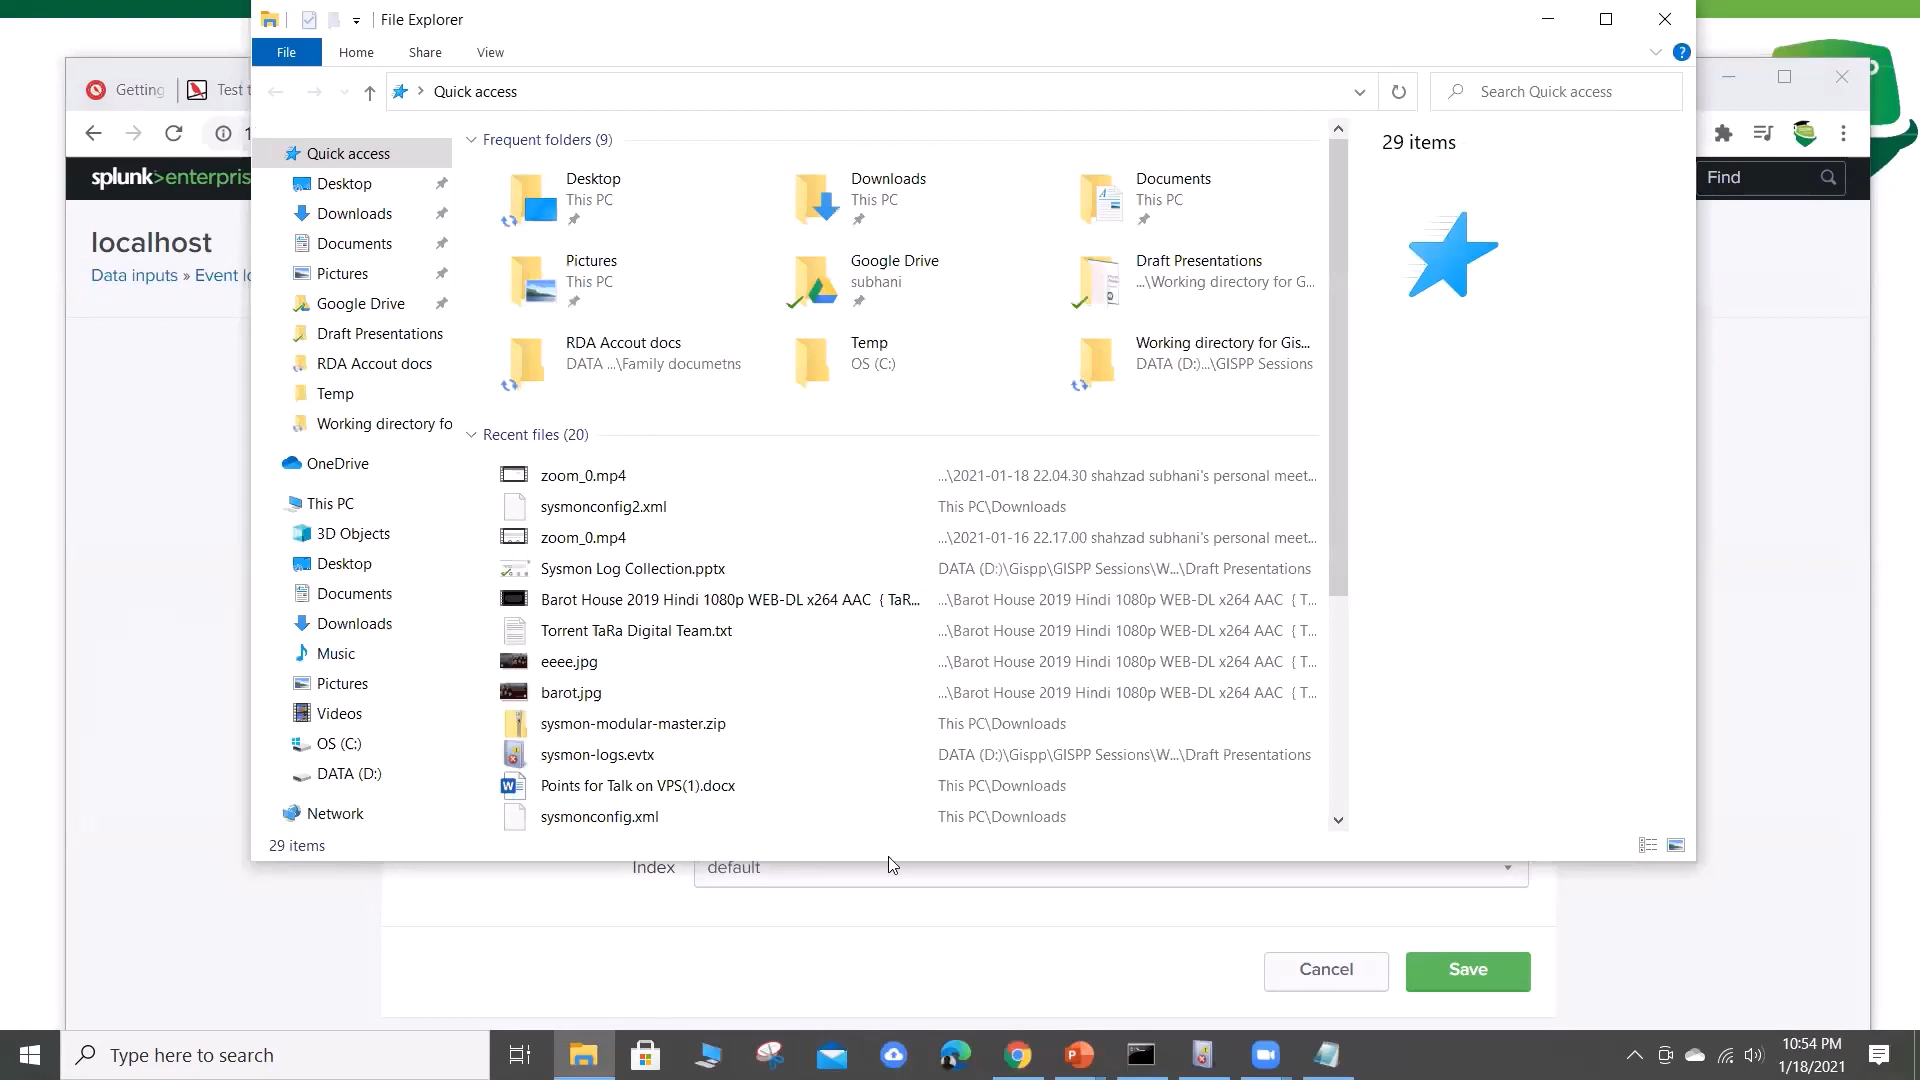 File Explorer
File
Home
Share
View
Getting
Test t
Quick access
Search Quick access
splunk>enterpris
Find
localhost
Data inputs » Event lo
Quick access
Desktop
Downloads
Documents
Pictures
Google Drive
Draft Presentations
RDA Accout docs
Temp
Working directory fo
OneDrive
This PC
3D Objects
Desktop
Documents
Downloads
Music
Pictures
Videos
OS (C:)
DATA (D:)
Network
29 items
Frequent folders (9)
Desktop
This PC
Downloads
This PC
Documents
This PC
Pictures
This PC
Google Drive
subhani
Draft Presentations
...\Working directory for G...
RDA Accout docs
DATA ...\Family documetns
Temp
OS (C:)
Working directory for Gis...
DATA (D:)...\GISPP Sessions
Recent files (20)
zoom_0.mp4 ...\2021-01-18 22.04.30 shahzad subhani's personal meet...
sysmonconfig2.xml This PC\Downloads
zoom_0.mp4 ...\2021-01-16 22.17.00 shahzad subhani's personal meet...
Sysmon Log Collection.pptx DATA (D:)\Gispp\GISPP Sessions\W...\Draft Presentations
Barot House 2019 Hindi 1080p WEB-DL x264 AAC { TaR... ...\Barot House 2019 Hindi 1080p WEB-DL x264 AAC { T...
Torrent TaRa Digital Team.txt ...\Barot House 2019 Hindi 1080p WEB-DL x264 AAC { T...
eeee.jpg ...\Barot House 2019 Hindi 1080p WEB-DL x264 AAC { T...
barot.jpg ...\Barot House 2019 Hindi 1080p WEB-DL x264 AAC { T...
sysmon-modular-master.zip This PC\Downloads
sysmon-logs.evtx DATA (D:)\Gispp\GISPP Sessions\W...\Draft Presentations
Points for Talk on VPS(1).docx This PC\Downloads
sysmonconfig.xml This PC\Downloads
29 items
Index default
Cancel
Save
Type here to search
10:54 PM
1/18/2021